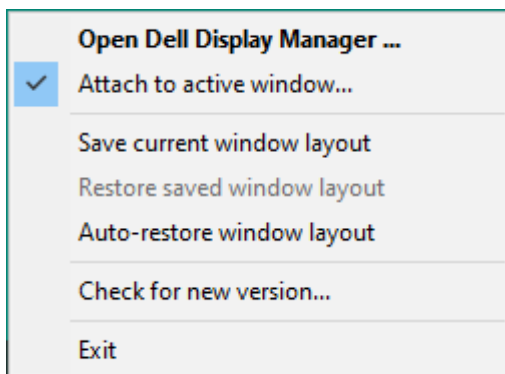 Open Dell Display Manager ...
Attach to active window...
Save current window layout
Restore saved window layout
Auto-restore window layout
Check for new version...
Exit